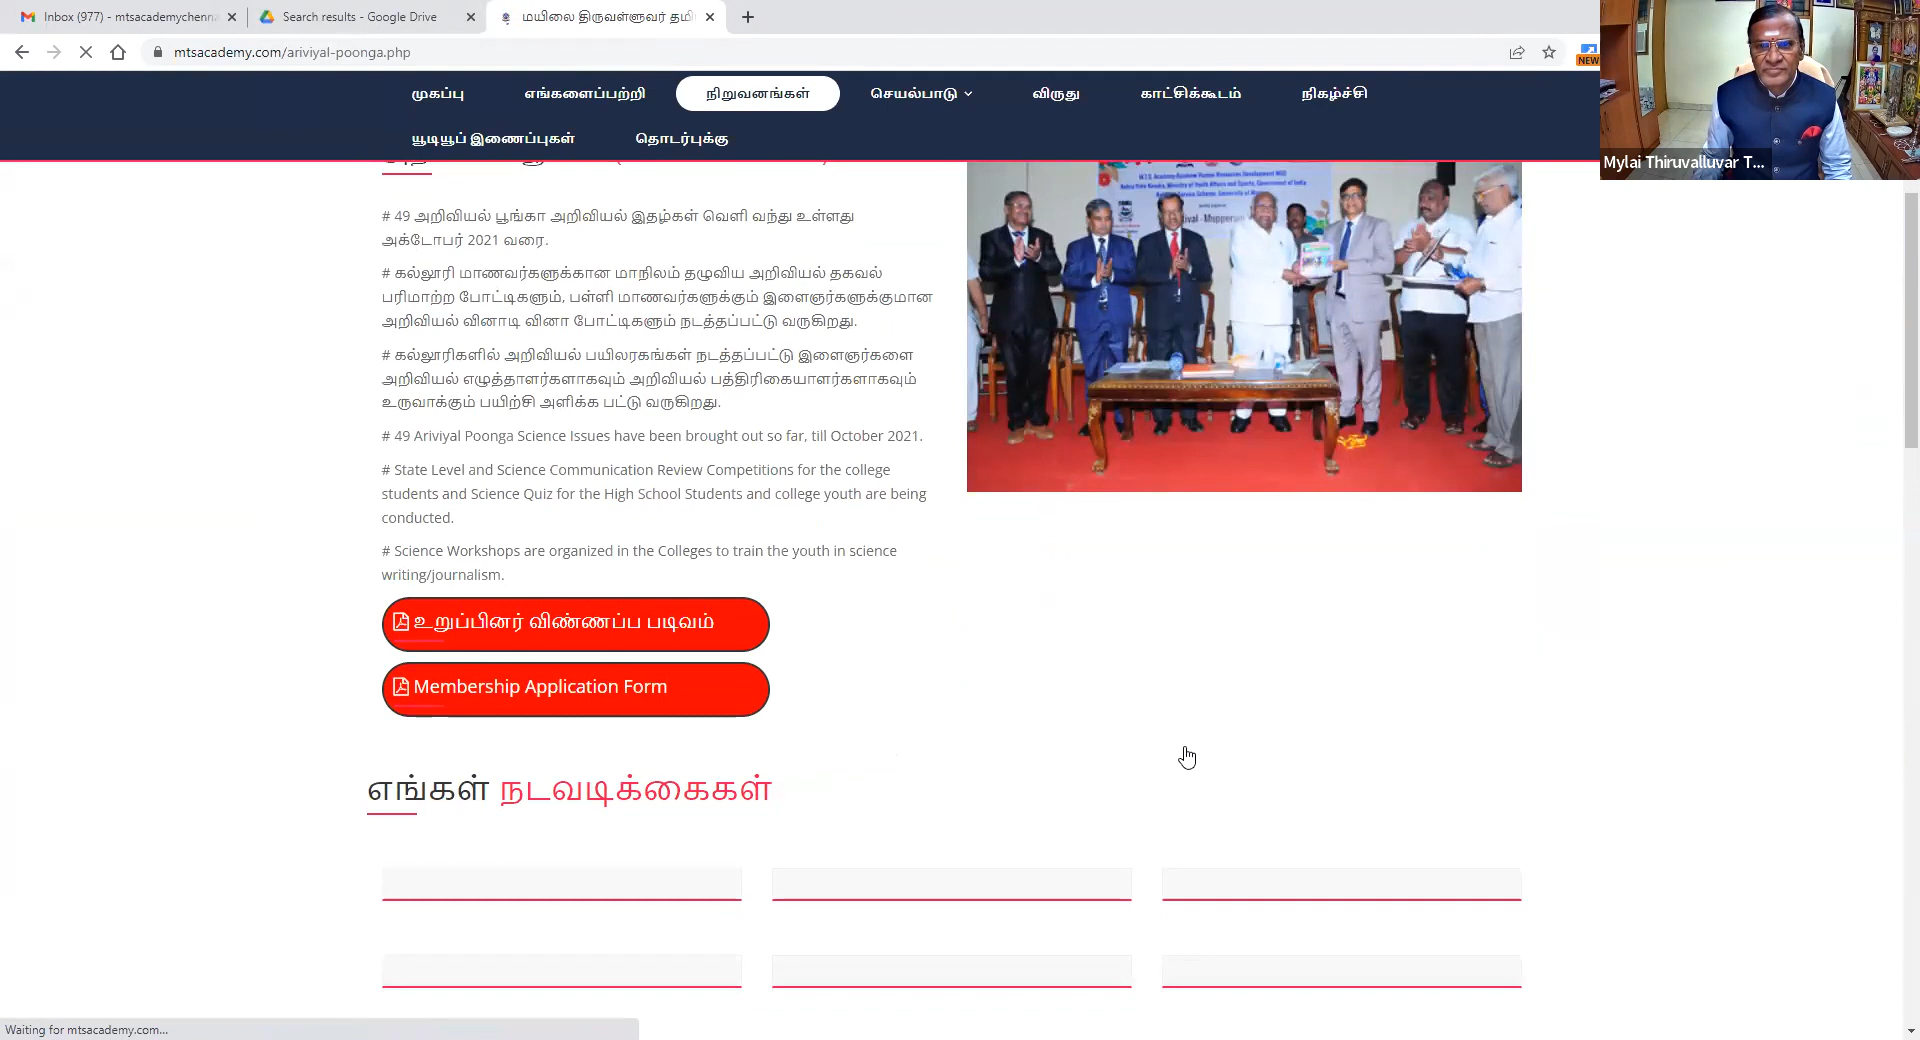 Inbox (977) - mtsacademychenn
Search results - Google Drive
மயிலை திருவள்ளுவர் தமி
mtsacademy.com/ariviyal-poonga.php
NEW
முகப்பு
எங்களைப்பற்றி
நிறுவனங்கள்
செயல்பாடு
விருது
காட்சிக்கூடம்
நிகழ்ச்சி
யூடியூப் இணைப்புகள்
தொடர்புக்கு
Mylai Thiruvalluvar T...
# 49 அறிவியல் பூங்கா அறிவியல் இதழ்கள் வெளி வந்து உள்ளது
அக்டோபர் 2021 வரை.
# கல்லூரி மாணவர்களுக்கான மாநிலம் தழுவிய அறிவியல் தகவல்
பரிமாற்ற போட்டிகளும், பள்ளி மாணவர்களுக்கும் இளைஞர்களுக்குமான
அறிவியல் வினாடி வினா போட்டிகளும் நடத்தப்பட்டு வருகிறது.
# கல்லூரிகளில் அறிவியல் பயிலரகங்கள் நடத்தப்பட்டு இளைஞர்களை
அறிவியல் எழுத்தாளர்களாகவும் அறிவியல் பத்திரிகையாளர்களாகவும்
உருவாக்கும் பயிற்சி அளிக்க பட்டு வருகிறது.
# 49 Ariviyal Poonga Science Issues have been brought out so far, till October 2021.
# State Level and Science Communication Review Competitions for the college
students and Science Quiz for the High School Students and college youth are being
conducted.
# Science Workshops are organized in the Colleges to train the youth in science
writing/journalism.
உறுப்பினர் விண்ணப்ப படிவம்
Membership Application Form
எங்கள் நடவடிக்கைகள்
Waiting for mtsacademy.com...